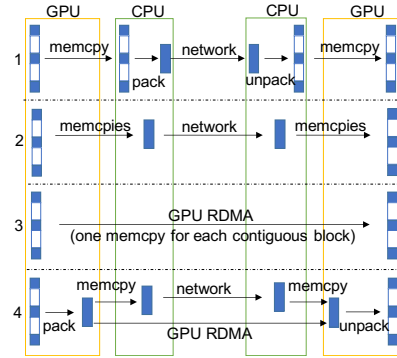 GPU CPU CPU GPU
1 memcpy network memcpy
pack unpack
2 memcpies network memcpies
3 GPU RDMA
(one memcpy for each contiguous block)
memcpy network memcpy
4 pack GPU RDMA unpack